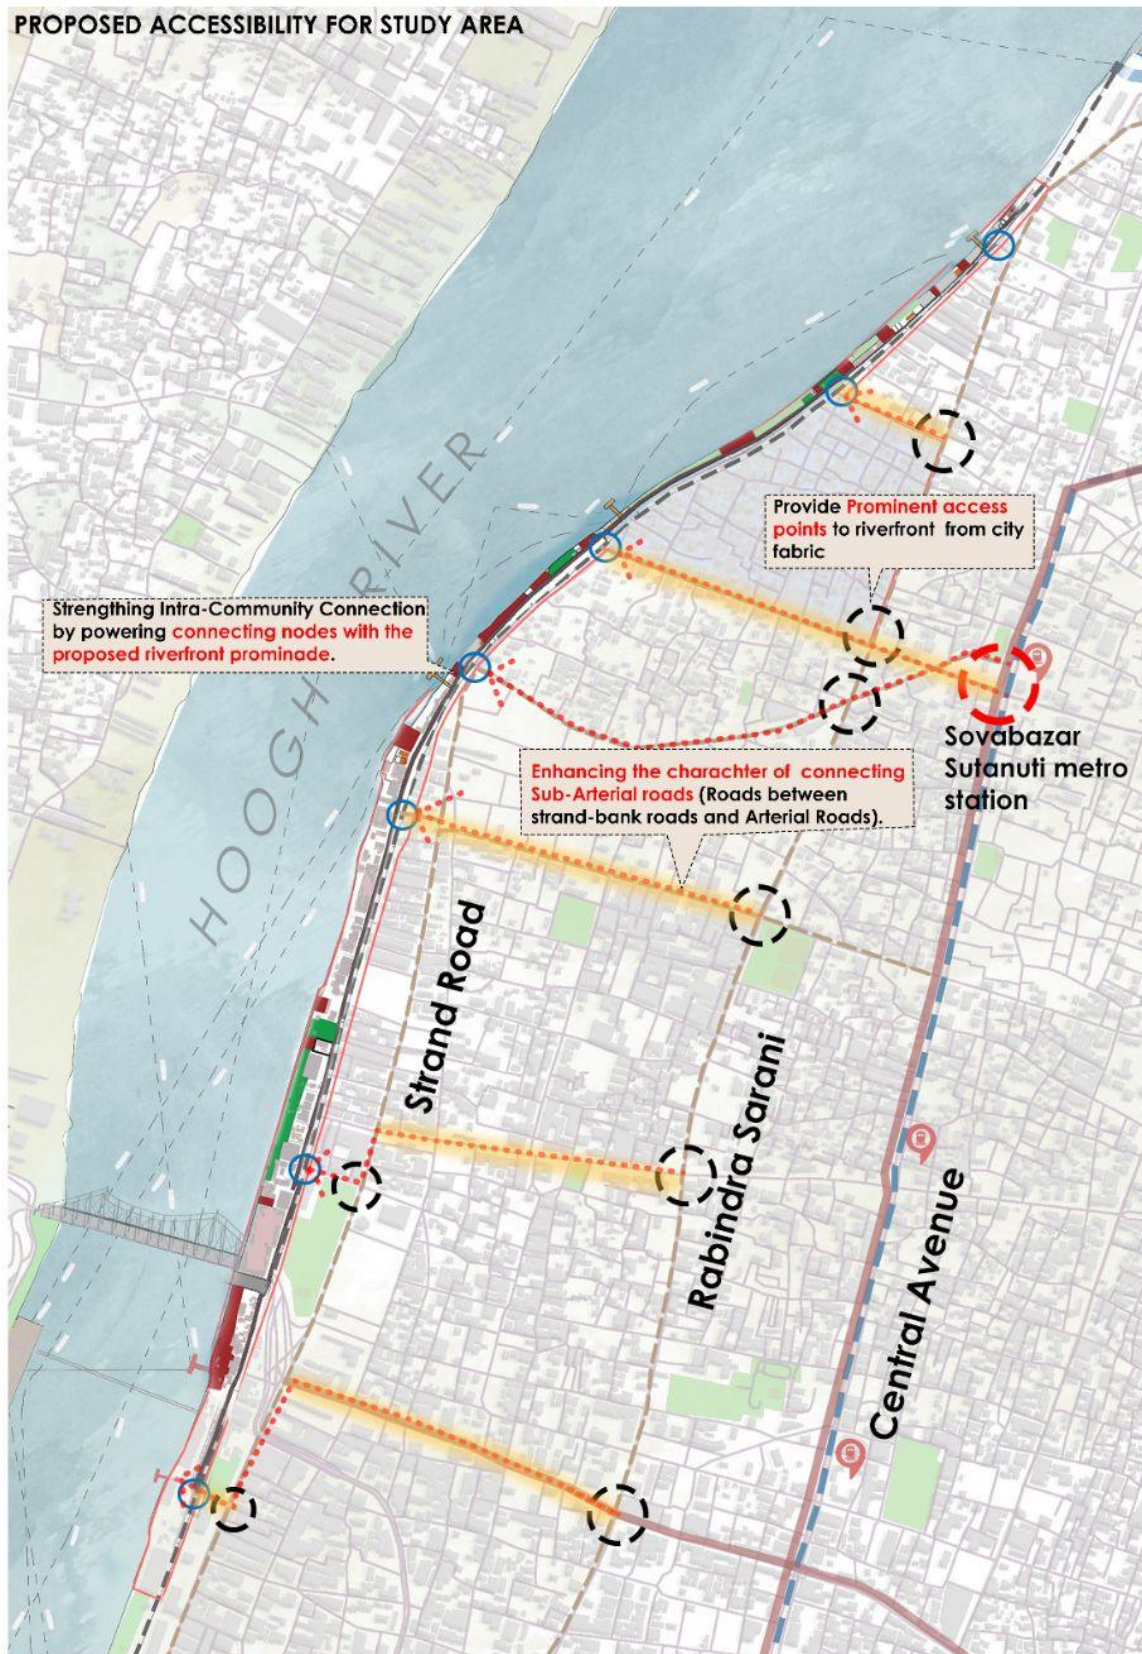 PROPOSED ACCESSIBILITY FOR STUDY AREA
HOOGHLY RIVER
Provide Prominent access
points to riverfront from city
fabric
Strengthing Intra-Community Connection
by powering connecting nodes with the
proposed riverfront prominade.
Sovabazar
Sutanuti metro
station
Enhancing the charachter of connecting
Sub-Arterial roads (Roads between
strand-bank roads and Arterial Roads).
Strand Road
Rabindra Sarani
Central Avenue